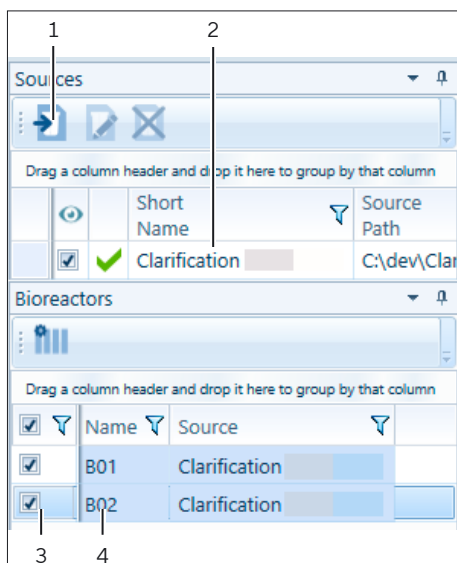 1 2
Sources
Drag a column header and drop it here to group by that column
Short Name Source Path
Clarification C:\dev\Clar
Bioreactors
Drag a column header and drop it here to group by that column
Name Source
B01 Clarification
B02 Clarification
3 4